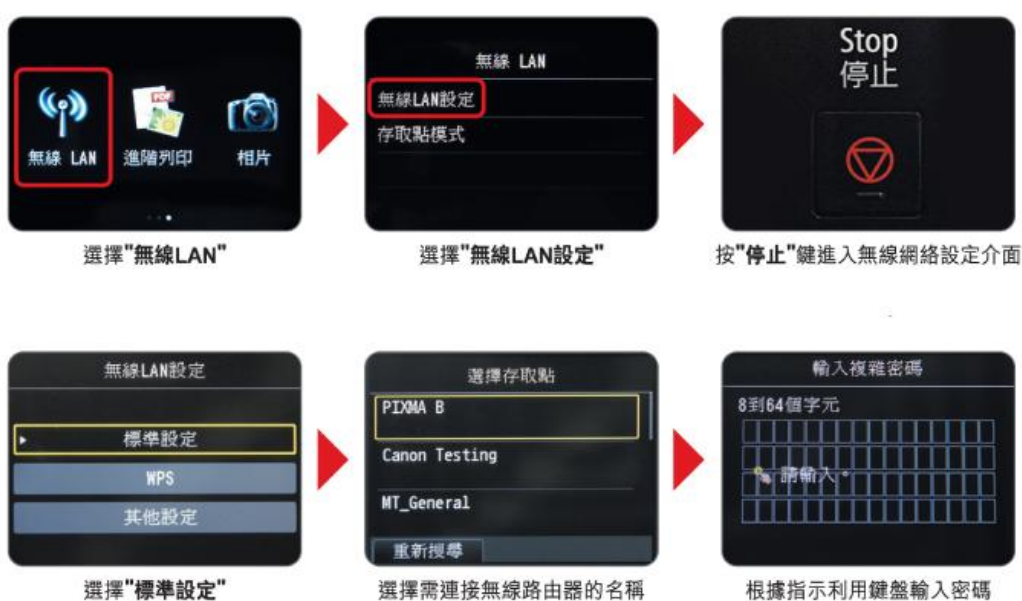 無線 LAN
PDF
進階列印
相片
選擇"無線LAN"
無線 LAN
無線LAN設定
存取點模式
選擇"無線LAN設定"
Stop
停止
按"停止"鍵進入無線網絡設定介面
無線LAN設定
標準設定
WPS
其他設定
選擇"標準設定"
選擇存取點
PIXMA B
Canon Testing
MT_General
重新搜尋
選擇需連接無線路由器的名稱
輸入複雜密碼
8到64個字元
請輸入。
根據指示利用鍵盤輸入密碼